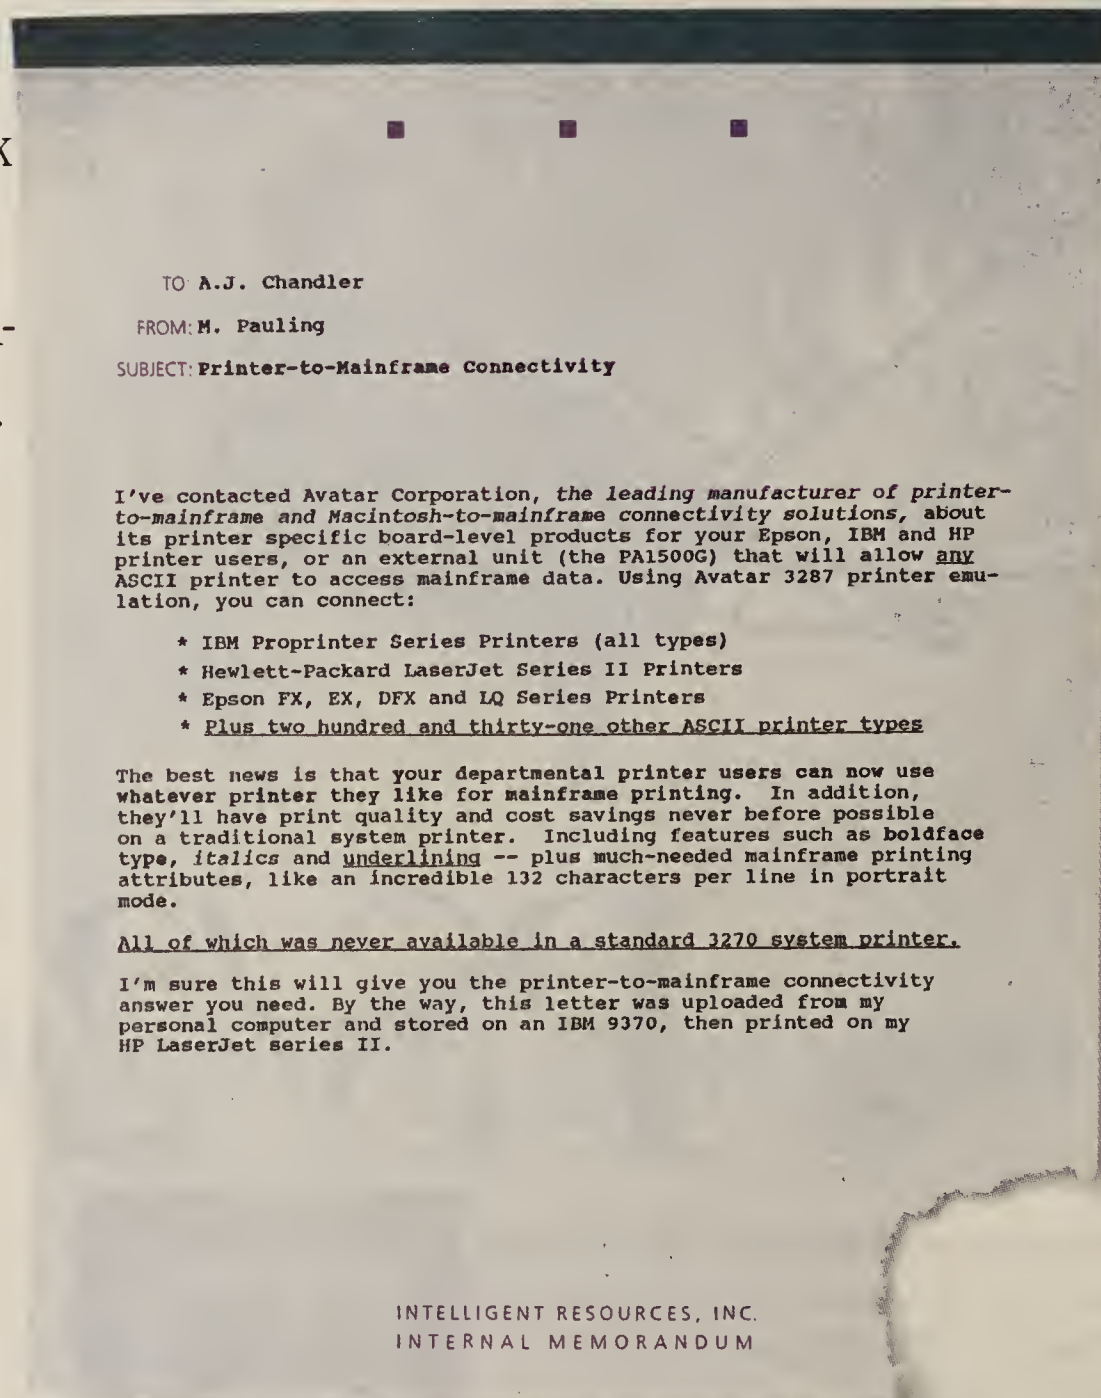 TO: A.J. Chandler
FROM: M. Pauling
SUBJECT: Printer-to-Mainframe Connectivity
I've contacted Avatar Corporation, the leading manufacturer of printer-
to-mainframe and Macintosh-to-mainframe connectivity solutions, about
its printer specific board-level products for your Epson, IBM and HP
printer users, or an external unit (the PA1500G) that will allow any
ASCII printer to access mainframe data. Using Avatar 3287 printer emu-
lation, you can connect:
* IBM Proprinter Series Printers (all types)
* Hewlett-Packard LaserJet Series II Printers
* Epson FX, EX, DFX and LQ Series Printers
* Plus two hundred and thirty-one other ASCII printer types
The best news is that your departmental printer users can now use
whatever printer they like for mainframe printing. In addition,
they'll have print quality and cost savings never before possible
on a traditional system printer. Including features such as boldface
type, italics and underlining -- plus much-needed mainframe printing
attributes, like an incredible 132 characters per line in portrait
mode.
All of which was never available in a standard 3270 system printer.
I'm sure this will give you the printer-to-mainframe connectivity
answer you need. By the way, this letter was uploaded from my
personal computer and stored on an IBM 9370, then printed on my
HP LaserJet series II.
INTELLIGENT RESOURCES, INC.
INTERNAL MEMORANDUM